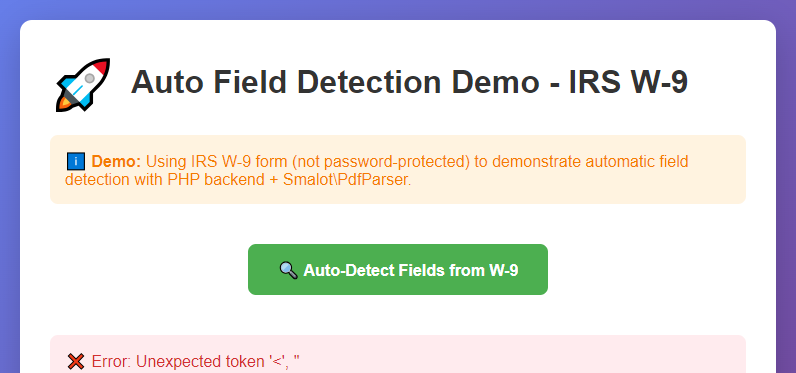 Auto Field Detection Demo - IRS W-9
ℹ️ Demo: Using IRS W-9 form (not password-protected) to demonstrate automatic field
detection with PHP backend + Smalot\PdfParser.
🔍 Auto-Detect Fields from W-9
❌ Error: Unexpected token '<', "